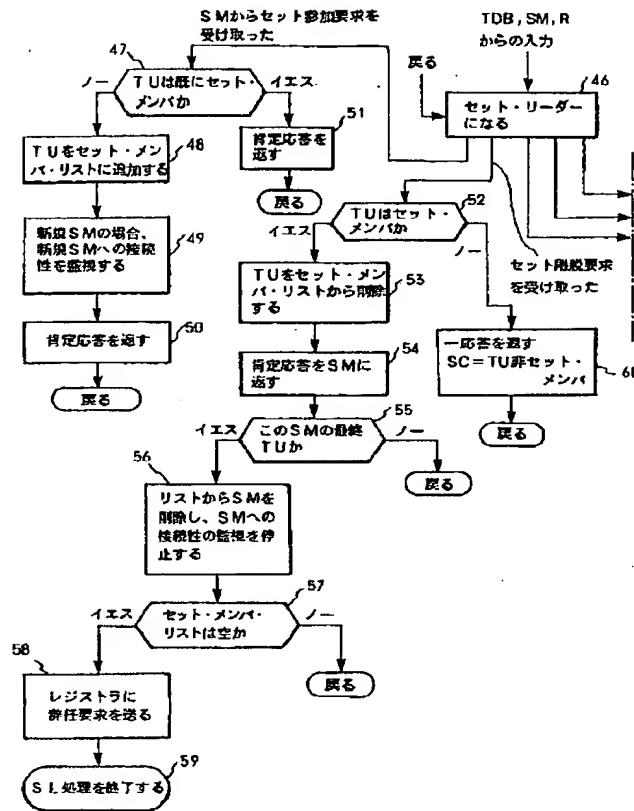 SMからセット参加要求を
受け取った
TDB, SM, R
からの入力
47
TUは既にセット・
メンバか
ノー
イエス
戻る
46
セット・リーダー
になる
51
肯定応答を
返す
戻る
48
TUをセット・メン
バ・リストに追加する
52
TUはセット・
メンバか
イエス
ノー
新規SMの場合、
新規SMへの接続
性を監視する
49
セット離脱要求
を受け取った
TUをセット・メン
バ・リストから削除
する
53
50
肯定応答を返す
戻る
肯定応答をSMに
返す
54
一応答を返す
SC=TU非セット・
メンバ
60
戻る
55
このSMの最終
TUか
イエス
ノー
戻る
56
リストからSMを
削除し、SMへの
接続性の監視を停
止する
57
セット・メンバ・
リストは空か
イエス
ノー
戻る
58
レジストラに
辞任要求を送る
59
SL処理を終了する